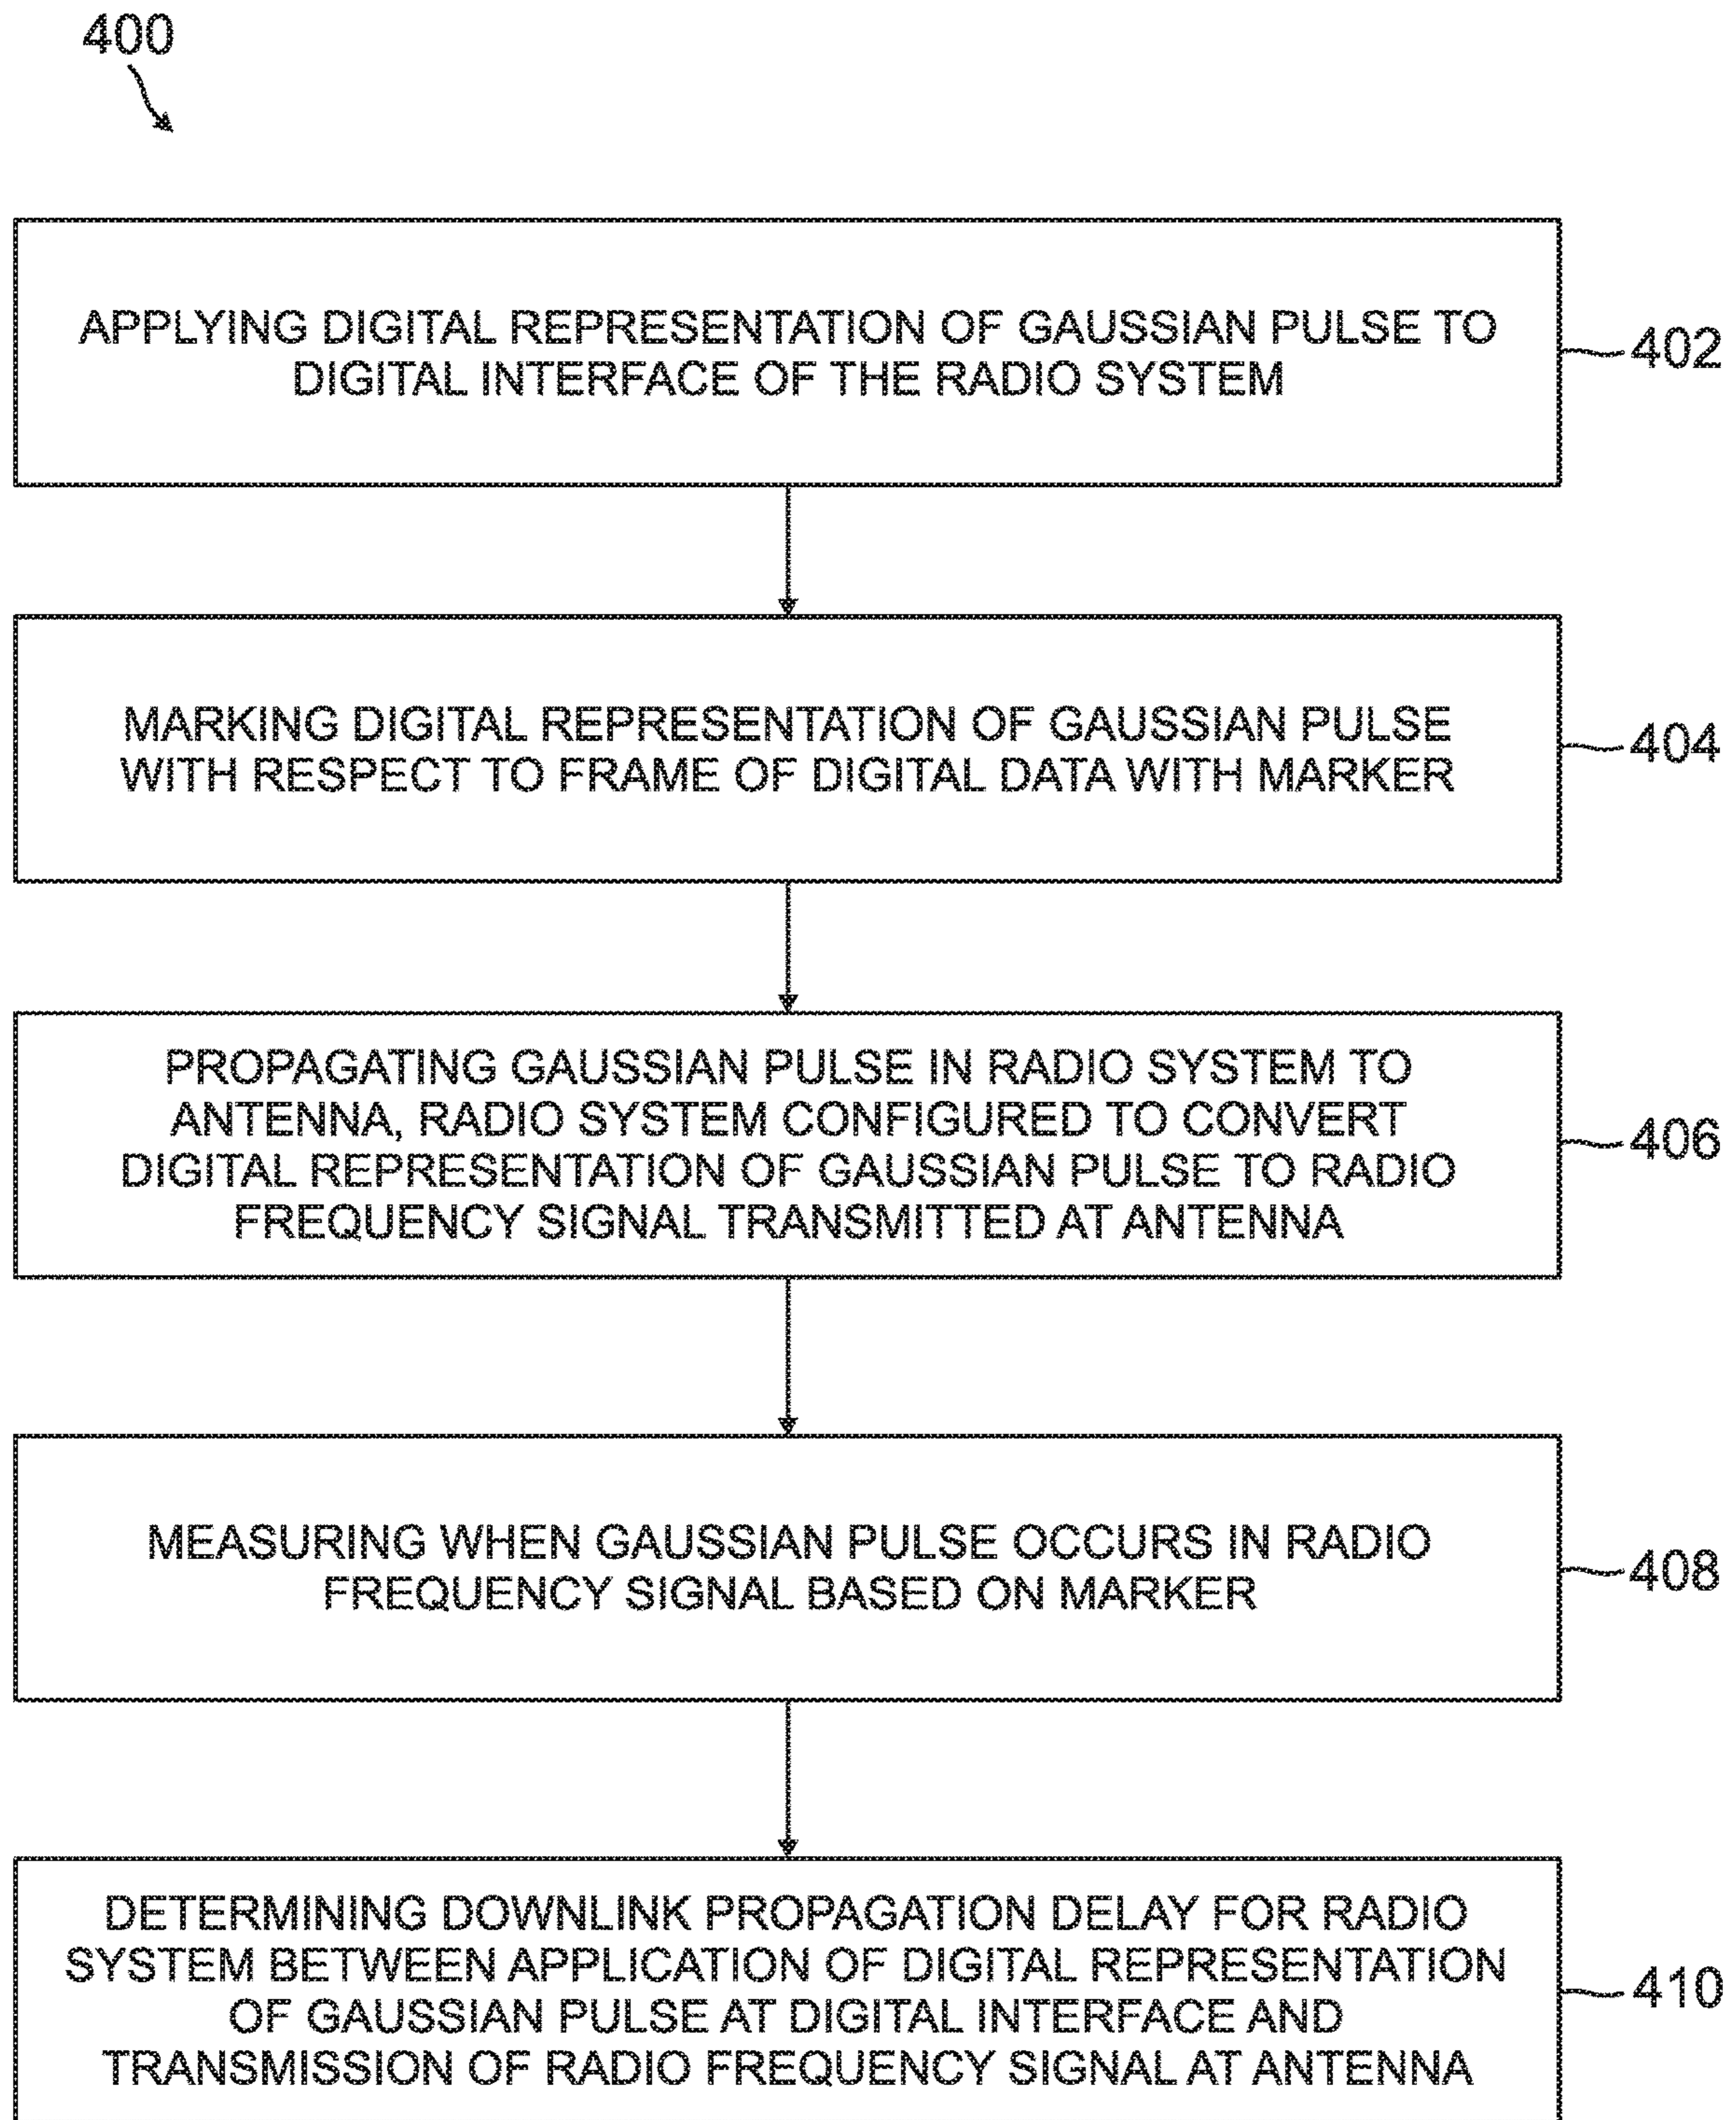 400
APPLYING DIGITAL REPRESENTATION OF GAUSSIAN PULSE TO
DIGITAL INTERFACE OF THE RADIO SYSTEM
402
MARKING DIGITAL REPRESENTATION OF GAUSSIAN PULSE
WITH RESPECT TO FRAME OF DIGITAL DATA WITH MARKER
404
PROPAGATING GAUSSIAN PULSE IN RADIO SYSTEM TO
ANTENNA, RADIO SYSTEM CONFIGURED TO CONVERT
DIGITAL REPRESENTATION OF GAUSSIAN PULSE TO RADIO
FREQUENCY SIGNAL TRANSMITTED AT ANTENNA
406
MEASURING WHEN GAUSSIAN PULSE OCCURS IN RADIO
FREQUENCY SIGNAL BASED ON MARKER
408
DETERMINING DOWNLINK PROPAGATION DELAY FOR RADIO
SYSTEM BETWEEN APPLICATION OF DIGITAL REPRESENTATION
OF GAUSSIAN PULSE AT DIGITAL INTERFACE AND
TRANSMISSION OF RADIO FREQUENCY SIGNAL AT ANTENNA
410